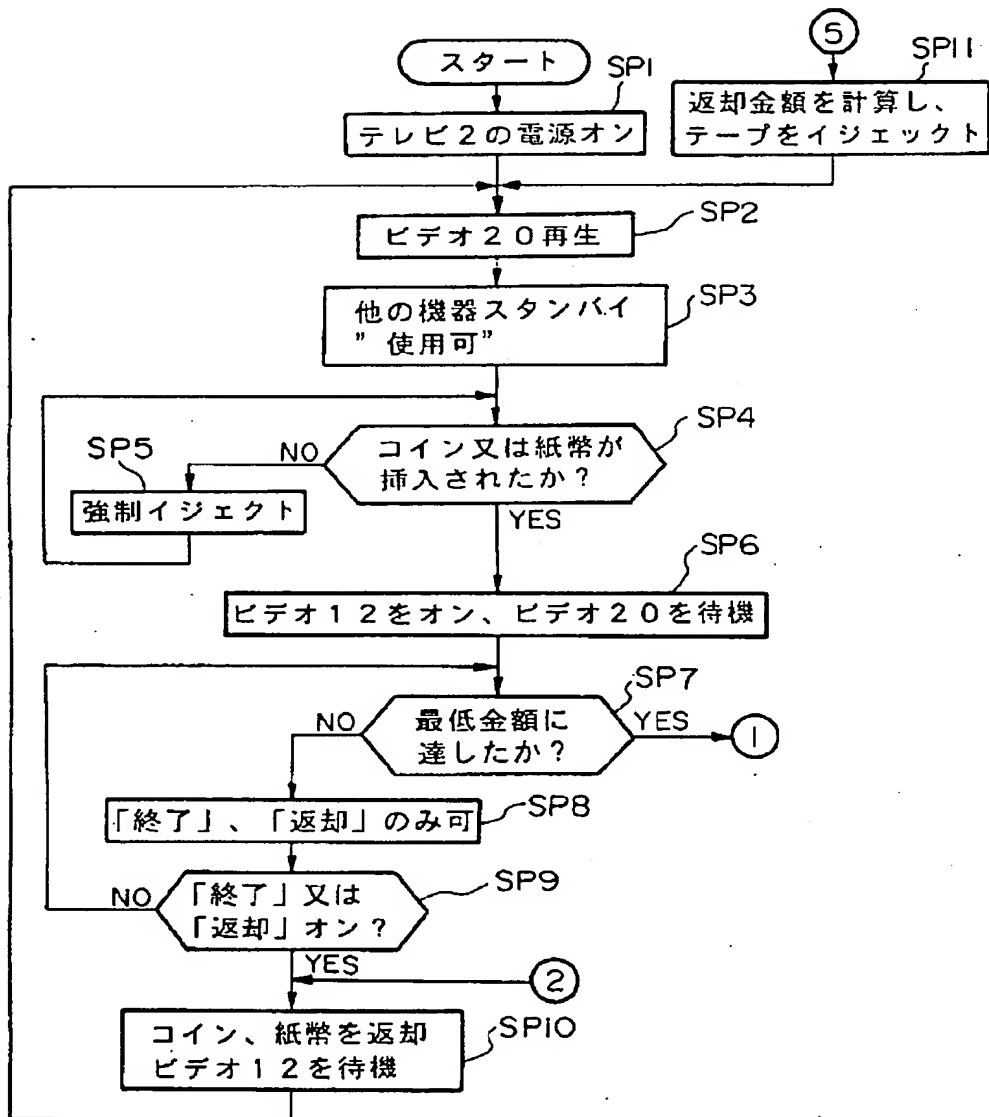 スタート
SP1
テレビ2の電源オン
5
SP11
返却金額を計算し、
テープをイジェックト
SP2
ビデオ20再生
SP3
他の機器スタンバイ
”使用可”
SP4
コイン又は紙幣が
挿入されたか？
NO
YES
SP5
強制イジェクト
SP6
ビデオ12をオン、ビデオ20を待機
SP7
最低金額に
達したか？
NO
YES
1
SP8
「終了」、「返却」のみ可
SP9
「終了」又は
「返却」オン？
NO
YES
2
SP10
コイン、紙幣を返却
ビデオ12を待機